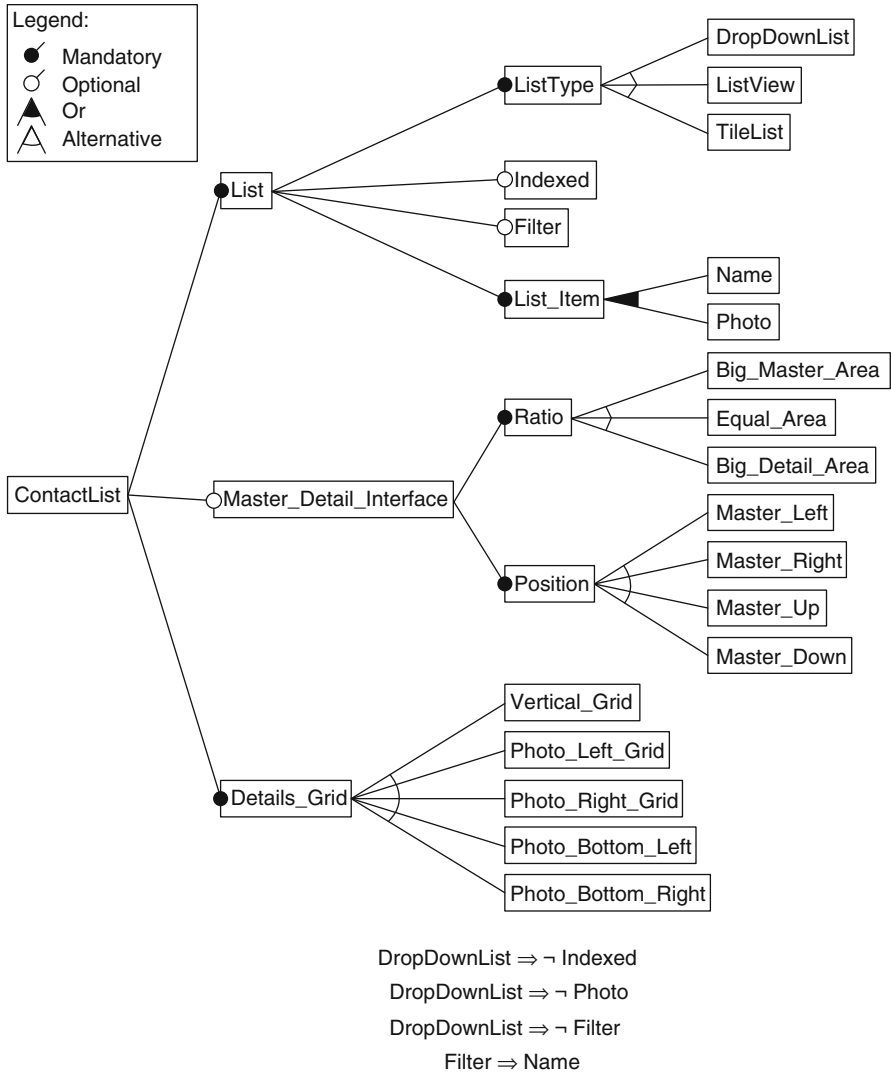 Legend:
Mandatory
Optional
Or
Alternative
DropDownList
ListType
ListView
TileList
List
Indexed
Filter
List_Item
Name
Photo
Big_Master_Area
Ratio
Equal_Area
Big_Detail_Area
ContactList
Master_Detail_Interface
Master_Left
Master_Right
Position
Master_Up
Master_Down
Vertical_Grid
Photo_Left_Grid
Details_Grid
Photo_Right_Grid
Photo_Bottom_Left
Photo_Bottom_Right
DropDownList ⇒ ¬ Indexed
DropDownList ⇒ ¬ Photo
DropDownList ⇒ ¬ Filter
Filter ⇒ Name